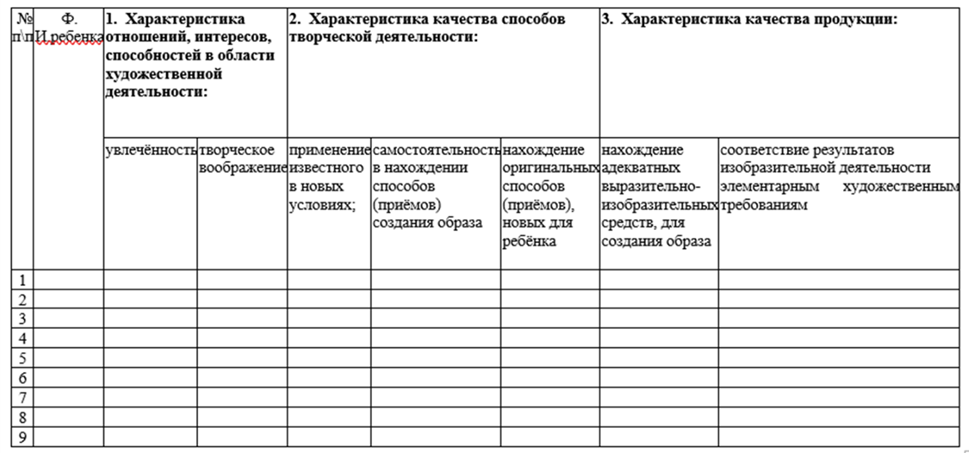 №
п\п
Ф.
И.ребенка
1. Характеристика
отношений, интересов,
способностей в области
художественной
деятельности:
2. Характеристика качества способов
творческой деятельности:
3. Характеристика качества продукции:
увлечённость
творческое
воображение
применение
известного
в новых
условиях;
самостоятельность
в нахождении
способов
(приёмов)
создания образа
нахождение
оригинальных
способов
(приёмов),
новых для
ребёнка
нахождение
адекватных
выразительно-
изобразительных
средств, для
создания образа
соответствие результатов
изобразительной деятельности
элементарным художественным
требованиям
1
2
3
4
5
6
7
8
9